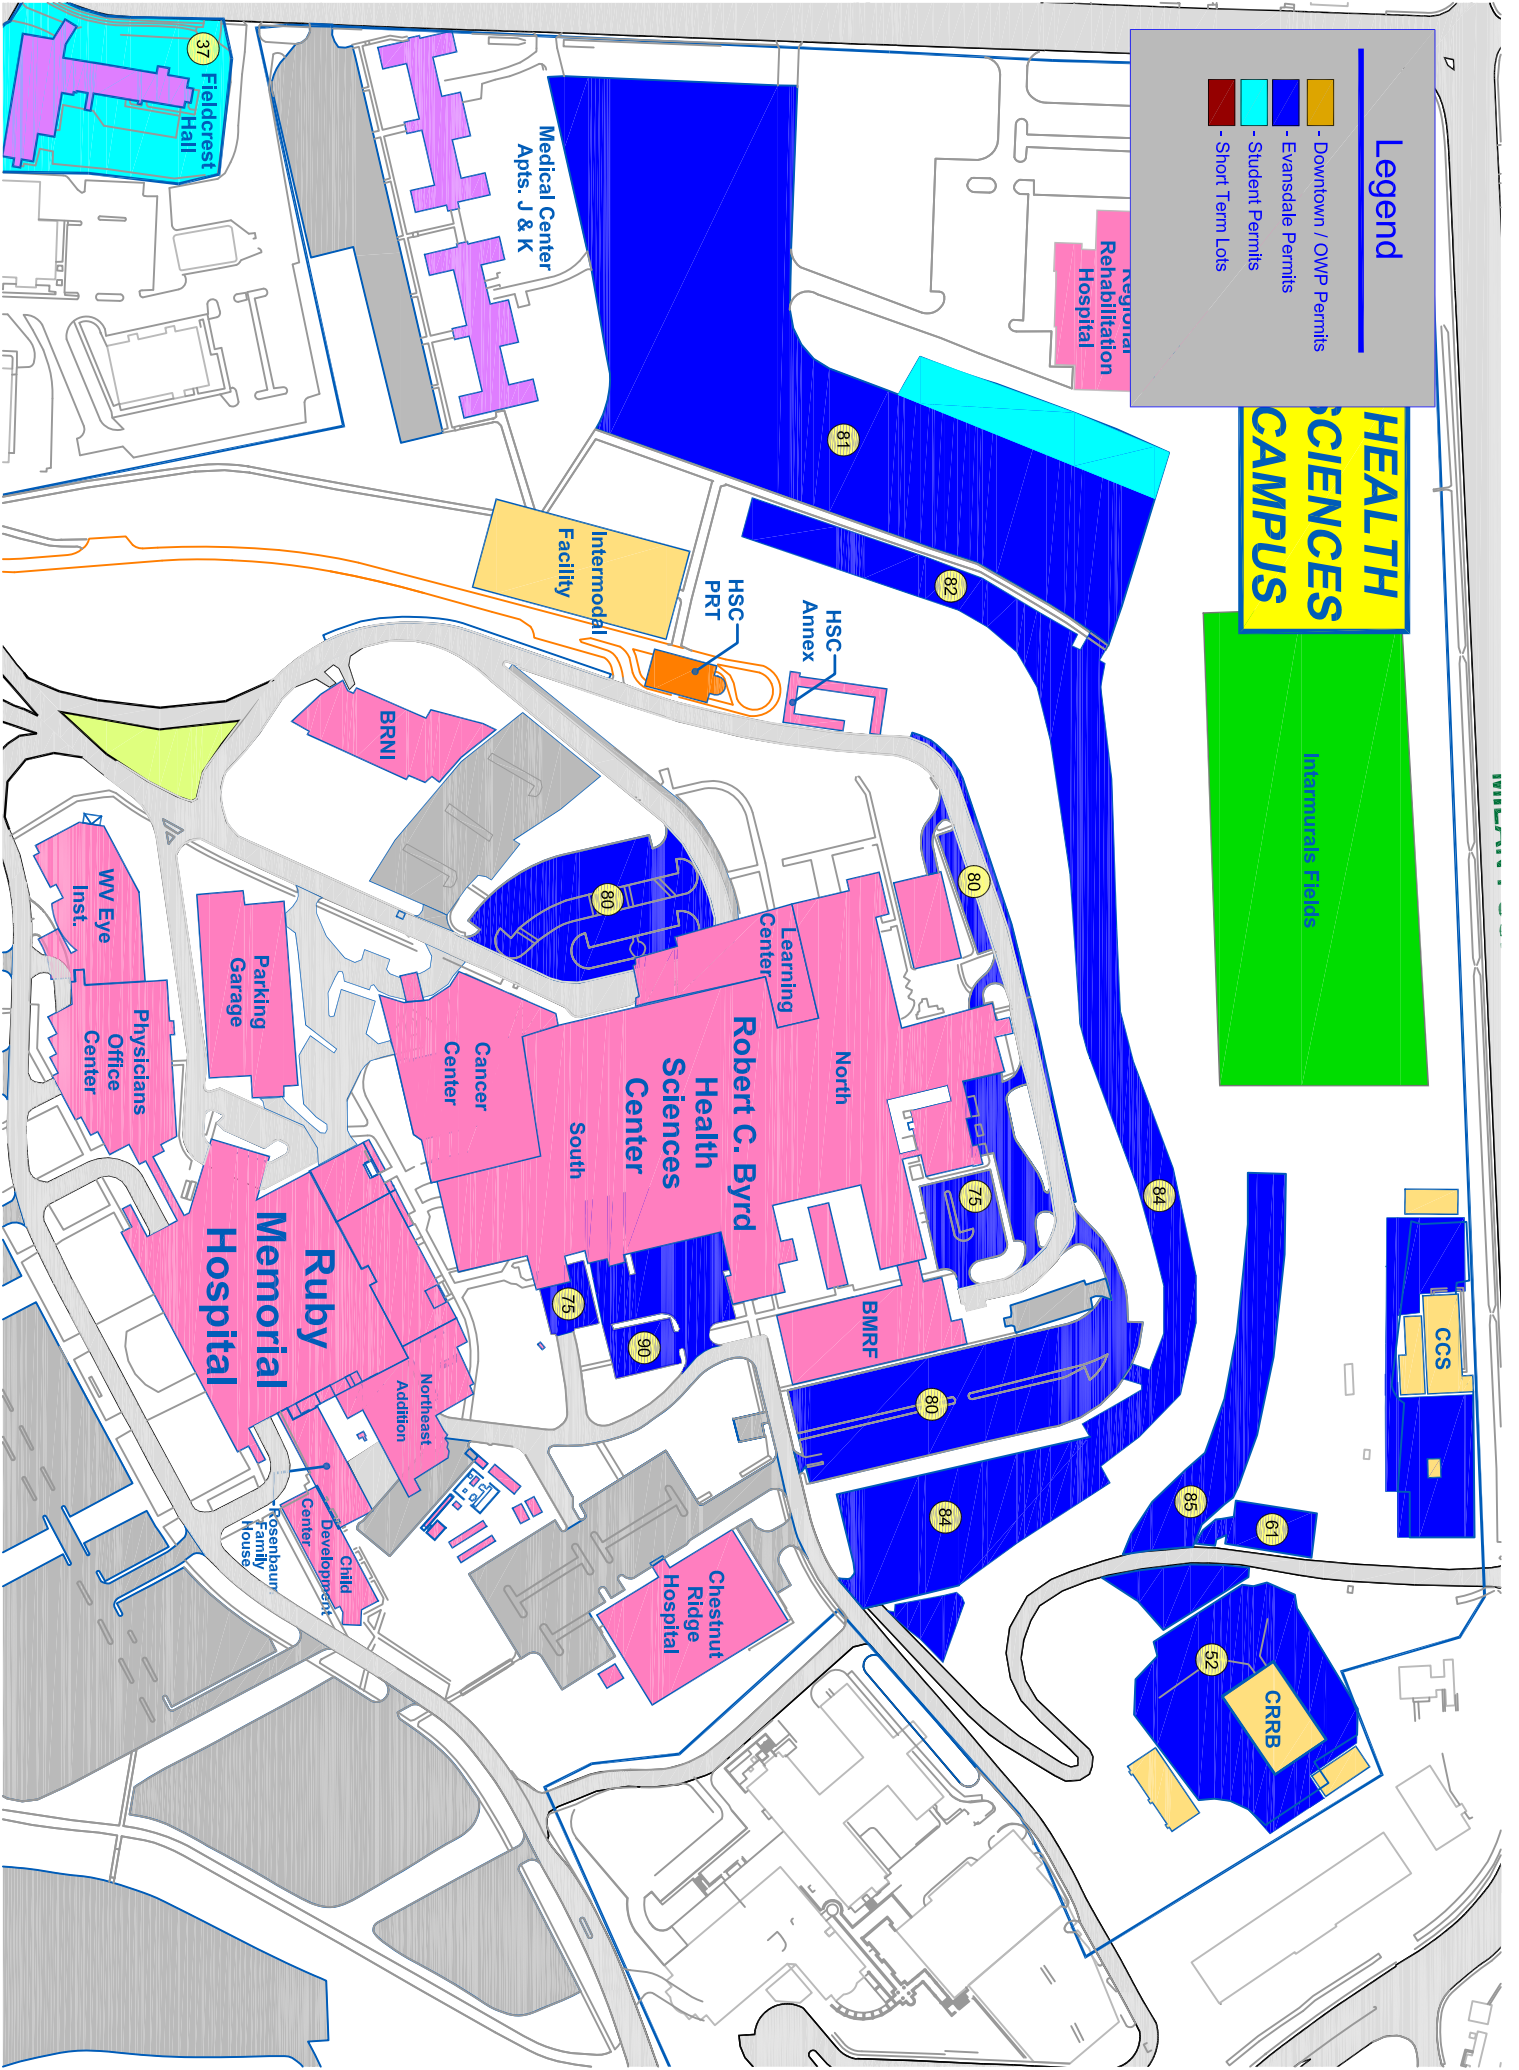 Legend
- Downtown / OWP Permits
- Evansdale Permits
- Student Permits
- Short Term Lots
HEALTH
SCIENCES
CAMPUS
Regional
Rehabilitation
Hospital
37
Fieldcrest
Hall
Medical Center
Apts. J & K
81
82
Intermodal
Facility
HSC
PRT
HSC
Annex
Intarmurals Fields
BRNI
80
80
WV Eye
Inst.
Parking
Garage
Physicians
Office
Center
Learning
Center
North
Robert C. Byrd
Health
Sciences
Center
South
Cancer
Center
75
84
75
90
BMRF
80
84
85
61
CCS
52
CRRB
Ruby
Memorial
Hospital
Northeast
Addition
Child
Development
Center
Rosenbaum
Family
House
Chestnut
Ridge
Hospital